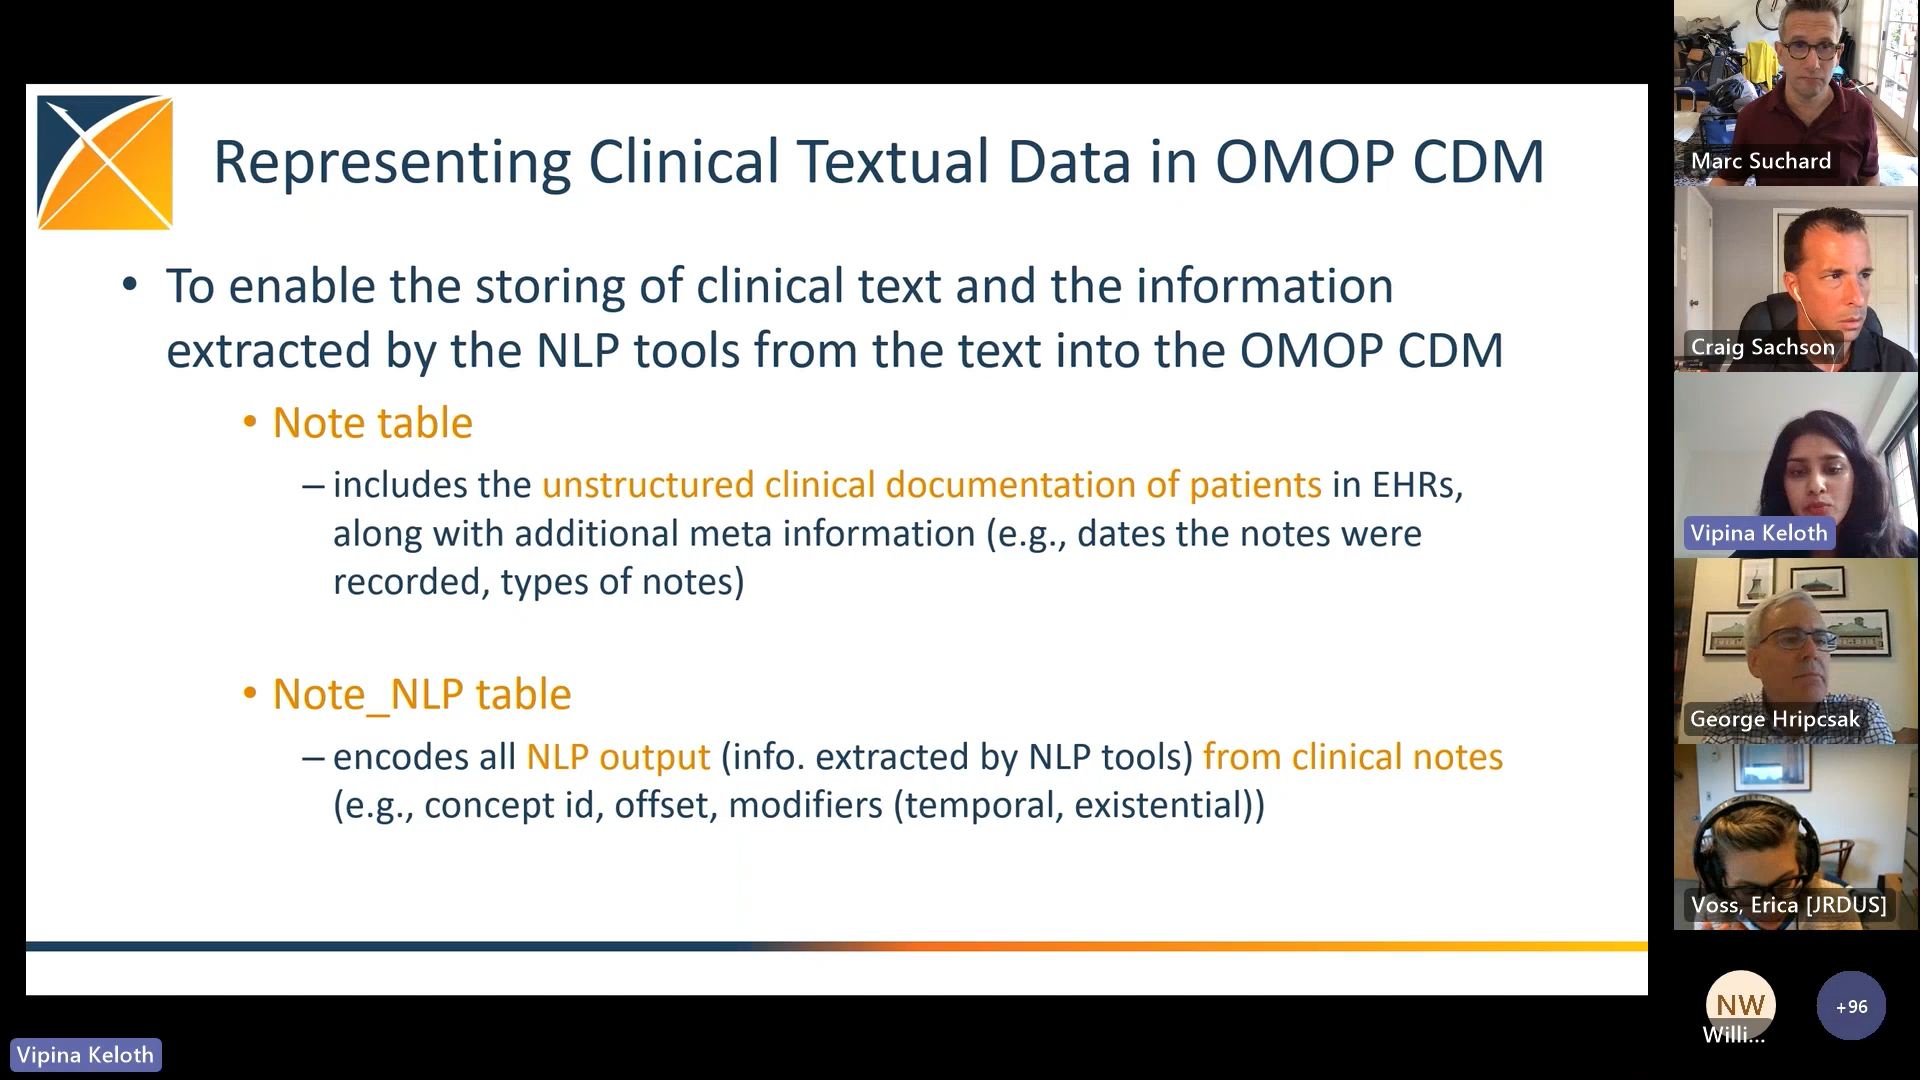 Representing Clinical Textual Data in OMOP CDM
• To enable the storing of clinical text and the information
extracted by the NLP tools from the text into the OMOP CDM
• Note table
– includes the unstructured clinical documentation of patients in EHRs,
along with additional meta information (e.g., dates the notes were
recorded, types of notes)
• Note_NLP table
– encodes all NLP output (info. extracted by NLP tools) from clinical notes
(e.g., concept id, offset, modifiers (temporal, existential))
Vipina Keloth
Marc Suchard
Craig Sachson
Vipina Keloth
George Hripcsak
Voss, Erica [JRDUS]
NW
Willi...
+96